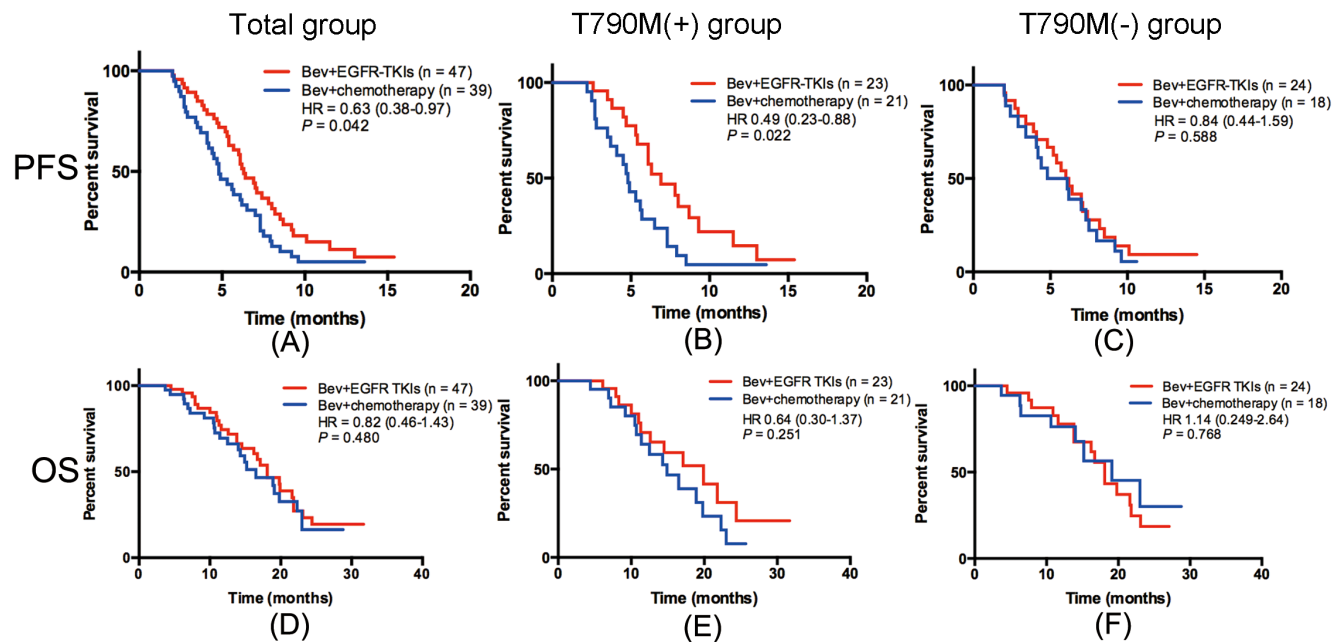 Total group
T790M(+) group
T790M(-) group
PFS
Percent survival
100
50
0
0 5 10 15 20
Time (months)
Bev+EGFR-TKIs (n = 47)
Bev+chemotherapy (n = 39)
HR = 0.63 (0.38-0.97)
P = 0.042
(A)
Percent survival
100
50
0
0 5 10 15 20
Time (months)
Bev+EGFR-TKIs (n = 23)
Bev+chemotherapy (n = 21)
HR 0.49 (0.23-0.88)
P = 0.022
(B)
Percent survival
100
50
0
0 5 10 15 20
Time (months)
Bev+EGFR-TKIs (n = 24)
Bev+chemotherapy (n = 18)
HR = 0.84 (0.44-1.59)
P = 0.588
(C)
OS
Percent survival
100
50
0
0 10 20 30 40
Time (months)
Bev+EGFR TKIs (n = 47)
Bev+chemotherapy (n = 39)
HR = 0.82 (0.46-1.43)
P = 0.480
(D)
Percent survival
100
50
0
0 10 20 30 40
Time (months)
Bev+EGFR TKIs (n = 23)
Bev+chemotherapy (n = 21)
HR 0.64 (0.30-1.37)
P = 0.251
(E)
Percent survival
100
50
0
0 10 20 30 40
Time (months)
Bev+EGFR TKIs (n = 24)
Bev+chemotherapy (n = 18)
HR 1.14 (0.249-2.64)
P = 0.768
(F)